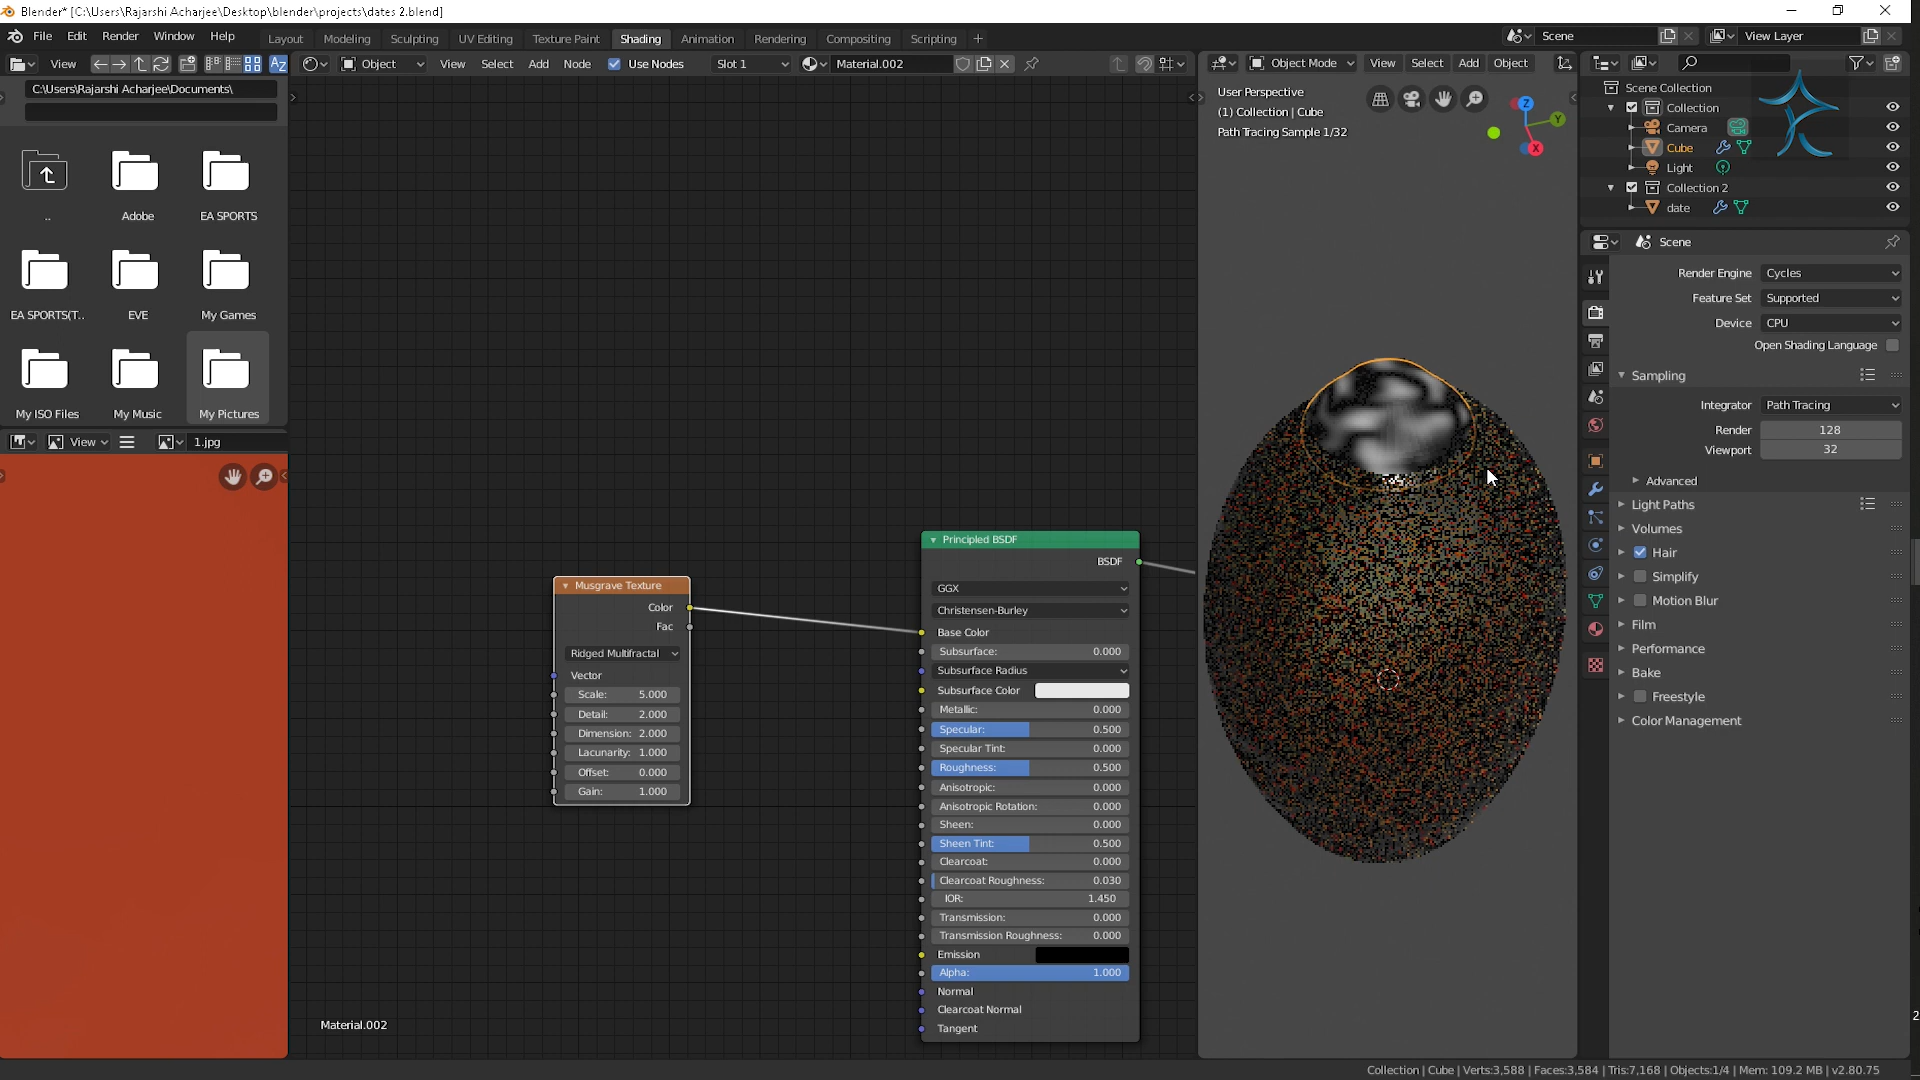 Blender* [C:\Users\Rajarshi Acharjee\Desktop\blender\projects\dates 2.blend]
File Edit Render Window Help
Layout Modeling Sculpting UV Editing Texture Paint Shading Animation Rendering Compositing Scripting +
Scene
View Layer
View
Object View Select Add Node Use Nodes Slot 1 Material.002
Object Mode View Select Add Object
C:\Users\Rajarshi Acharjee\Documents\
..
Adobe
EA SPORTS
EA SPORTS(T..
EVE
My Games
My ISO Files
My Music
My Pictures
View
1.jpg
Musgrave Texture
Color
Fac
Ridged Multifractal
Vector
Scale: 5.000
Detail: 2.000
Dimension: 2.000
Lacunarity: 1.000
Offset: 0.000
Gain: 1.000
Principled BSDF
BSDF
GGX
Christensen-Burley
Base Color
Subsurface: 0.000
Subsurface Radius
Subsurface Color
Metallic: 0.000
Specular: 0.500
Specular Tint: 0.000
Roughness: 0.500
Anisotropic: 0.000
Anisotropic Rotation: 0.000
Sheen: 0.000
Sheen Tint: 0.500
Clearcoat: 0.000
Clearcoat Roughness: 0.030
IOR: 1.450
Transmission: 0.000
Transmission Roughness: 0.000
Emission
Alpha: 1.000
Normal
Clearcoat Normal
Tangent
Material.002
User Perspective
(1) Collection | Cube
Path Tracing Sample 1/32
Z
Y
X
Scene Collection
Collection
Camera
Cube
Light
Collection 2
date
Scene
Render Engine Cycles
Feature Set Supported
Device CPU
Open Shading Language
Sampling
Integrator Path Tracing
Render 128
Viewport 32
Advanced
Light Paths
Volumes
Hair
Simplify
Motion Blur
Film
Performance
Bake
Freestyle
Color Management
2
Collection | Cube | Verts:3,588 | Faces:3,584 | Tris:7,168 | Objects:1/4 | Mem: 109.2 MB | v2.80.75